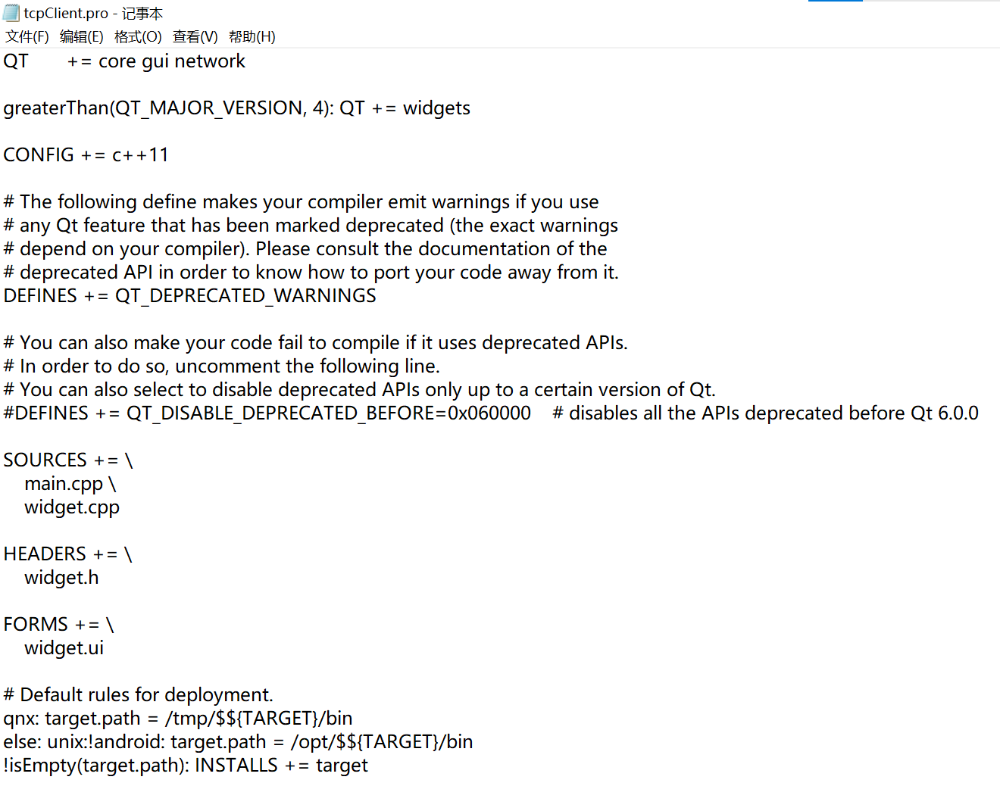 tcpClient.pro - 记事本
文件(F) 编辑(E) 格式(O) 查看(V) 帮助(H)
QT       += core gui network

greaterThan(QT_MAJOR_VERSION, 4): QT += widgets

CONFIG += c++11

# The following define makes your compiler emit warnings if you use
# any Qt feature that has been marked deprecated (the exact warnings
# depend on your compiler). Please consult the documentation of the
# deprecated API in order to know how to port your code away from it.
DEFINES += QT_DEPRECATED_WARNINGS

# You can also make your code fail to compile if it uses deprecated APIs.
# In order to do so, uncomment the following line.
# You can also select to disable deprecated APIs only up to a certain version of Qt.
#DEFINES += QT_DISABLE_DEPRECATED_BEFORE=0x060000    # disables all the APIs deprecated before Qt 6.0.0

SOURCES += \
    main.cpp \
    widget.cpp

HEADERS += \
    widget.h

FORMS += \
    widget.ui

# Default rules for deployment.
qnx: target.path = /tmp/$${TARGET}/bin
else: unix:!android: target.path = /opt/$${TARGET}/bin
!isEmpty(target.path): INSTALLS += target